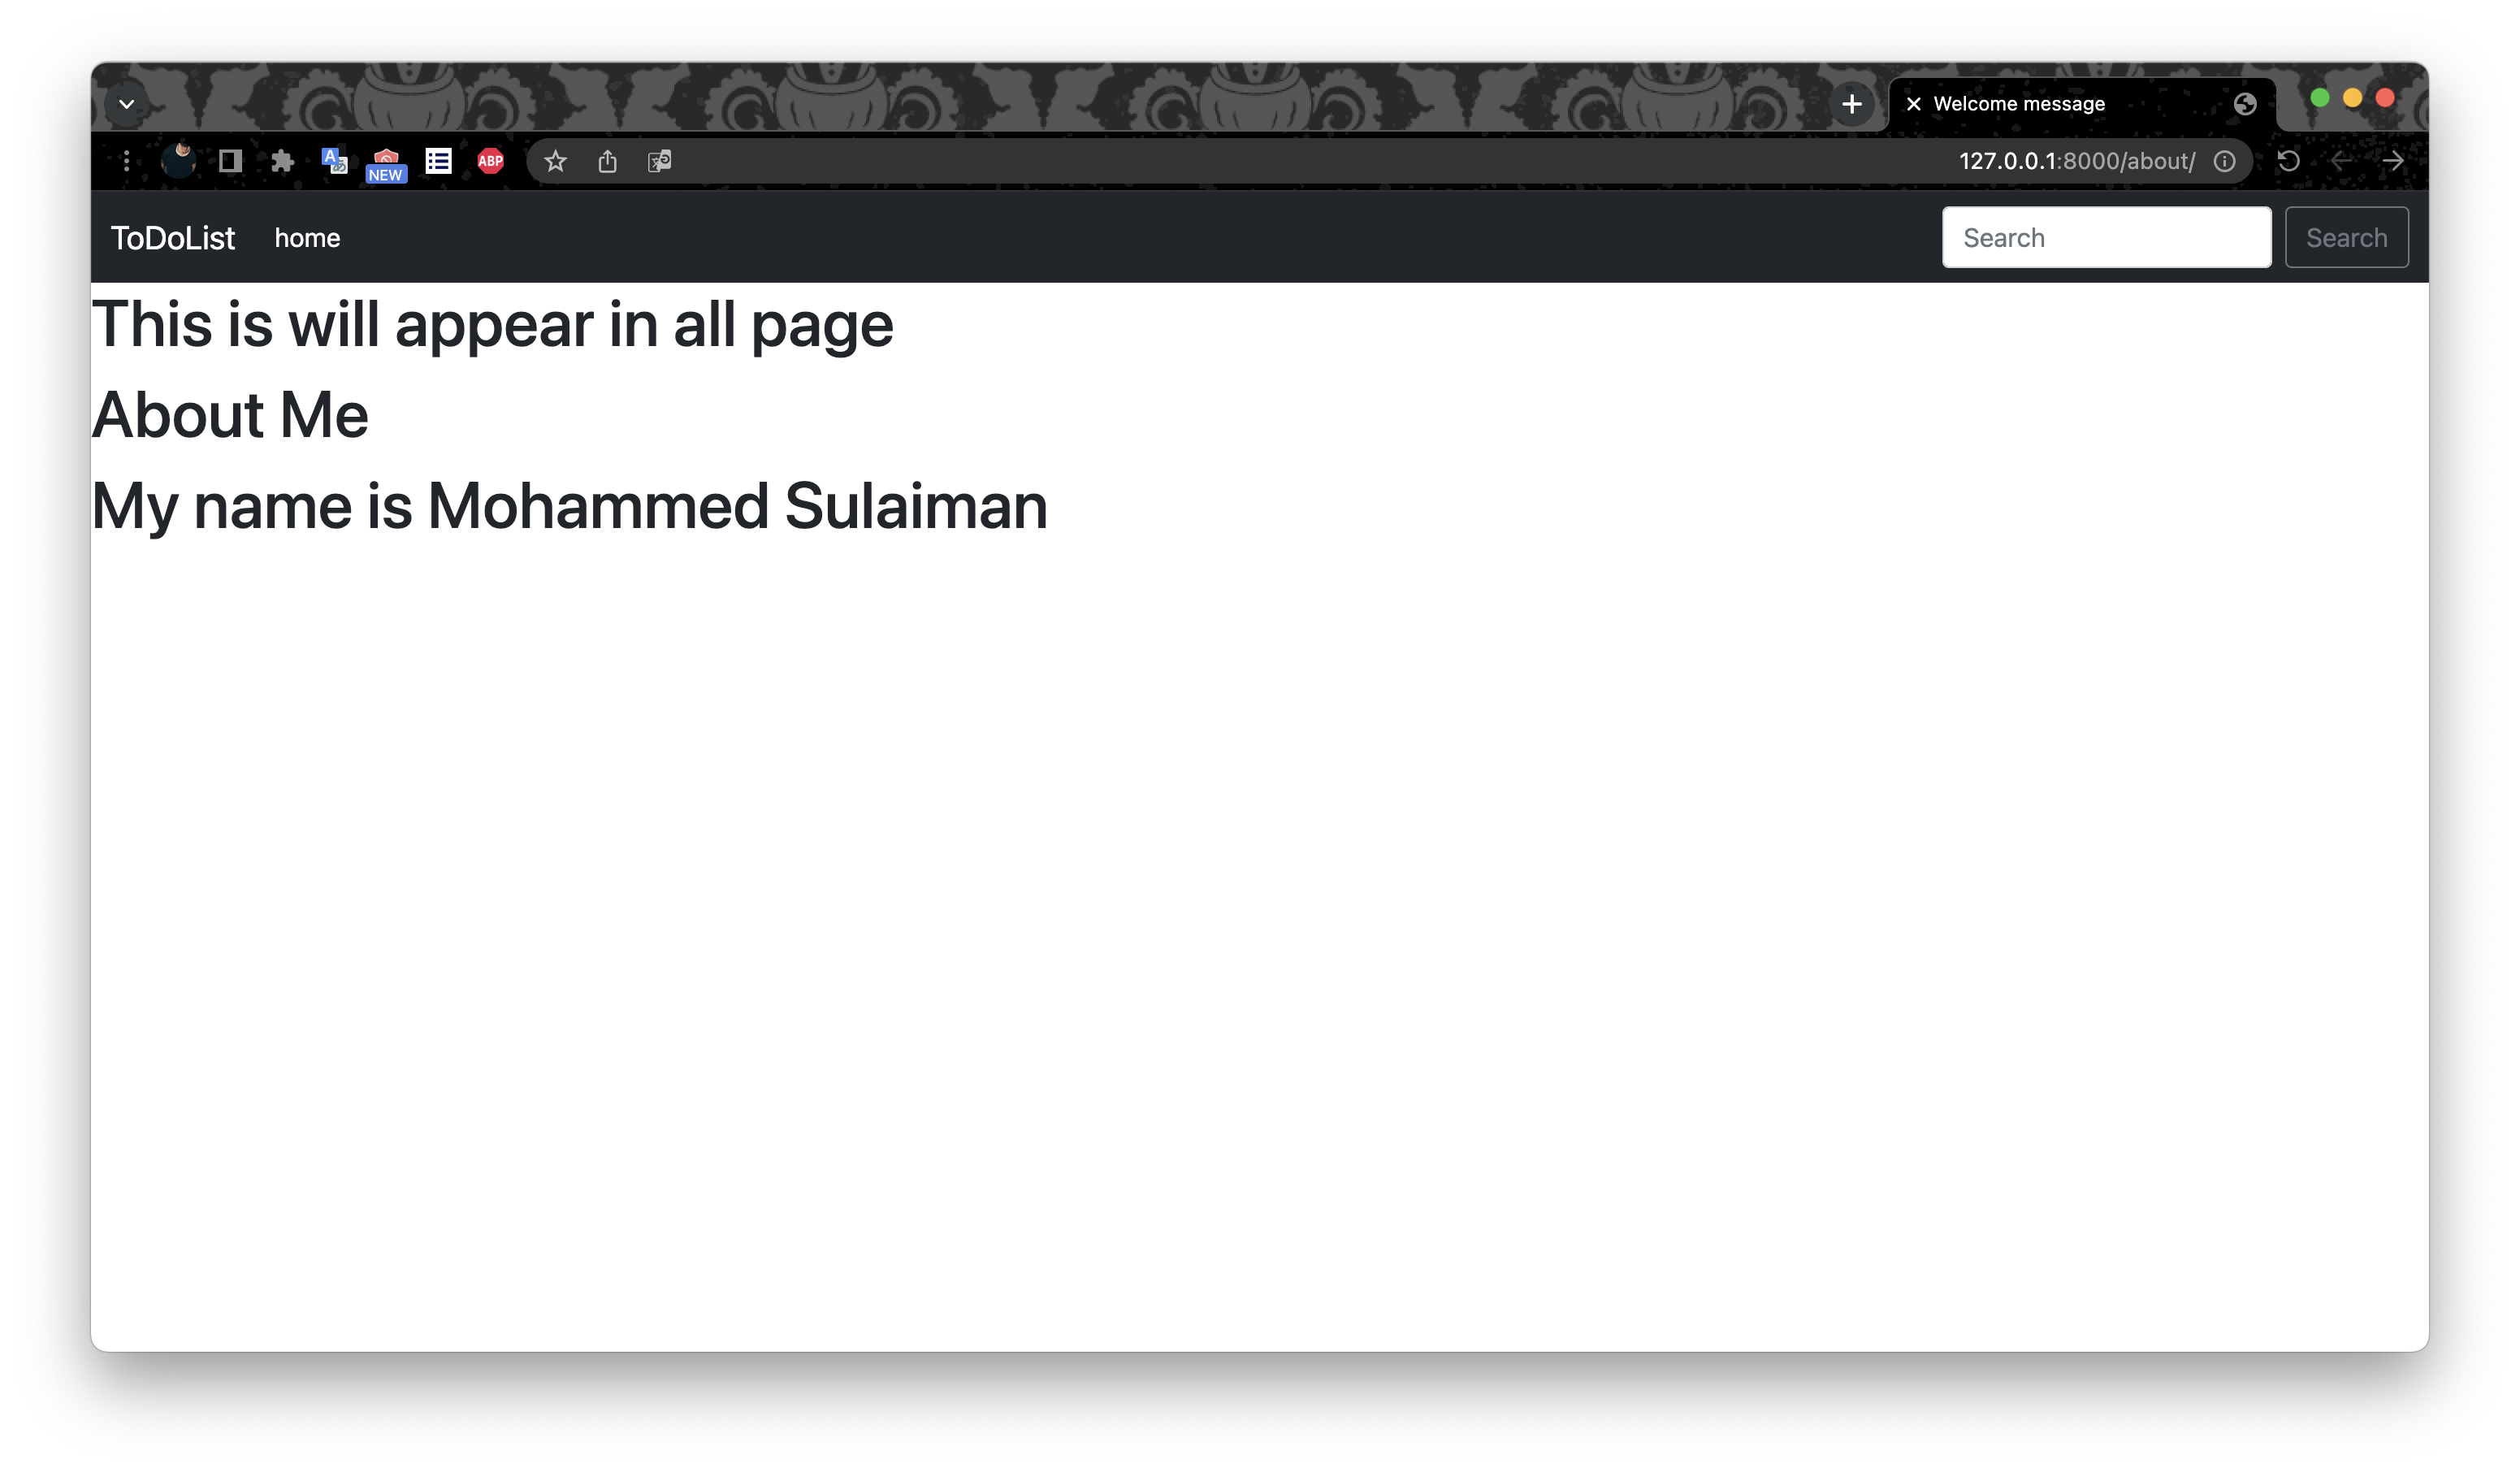 Welcome message
NEW
ABP
127.0.0.1:8000/about/
ToDoList home Search Search
This is will appear in all page
About Me
My name is Mohammed Sulaiman